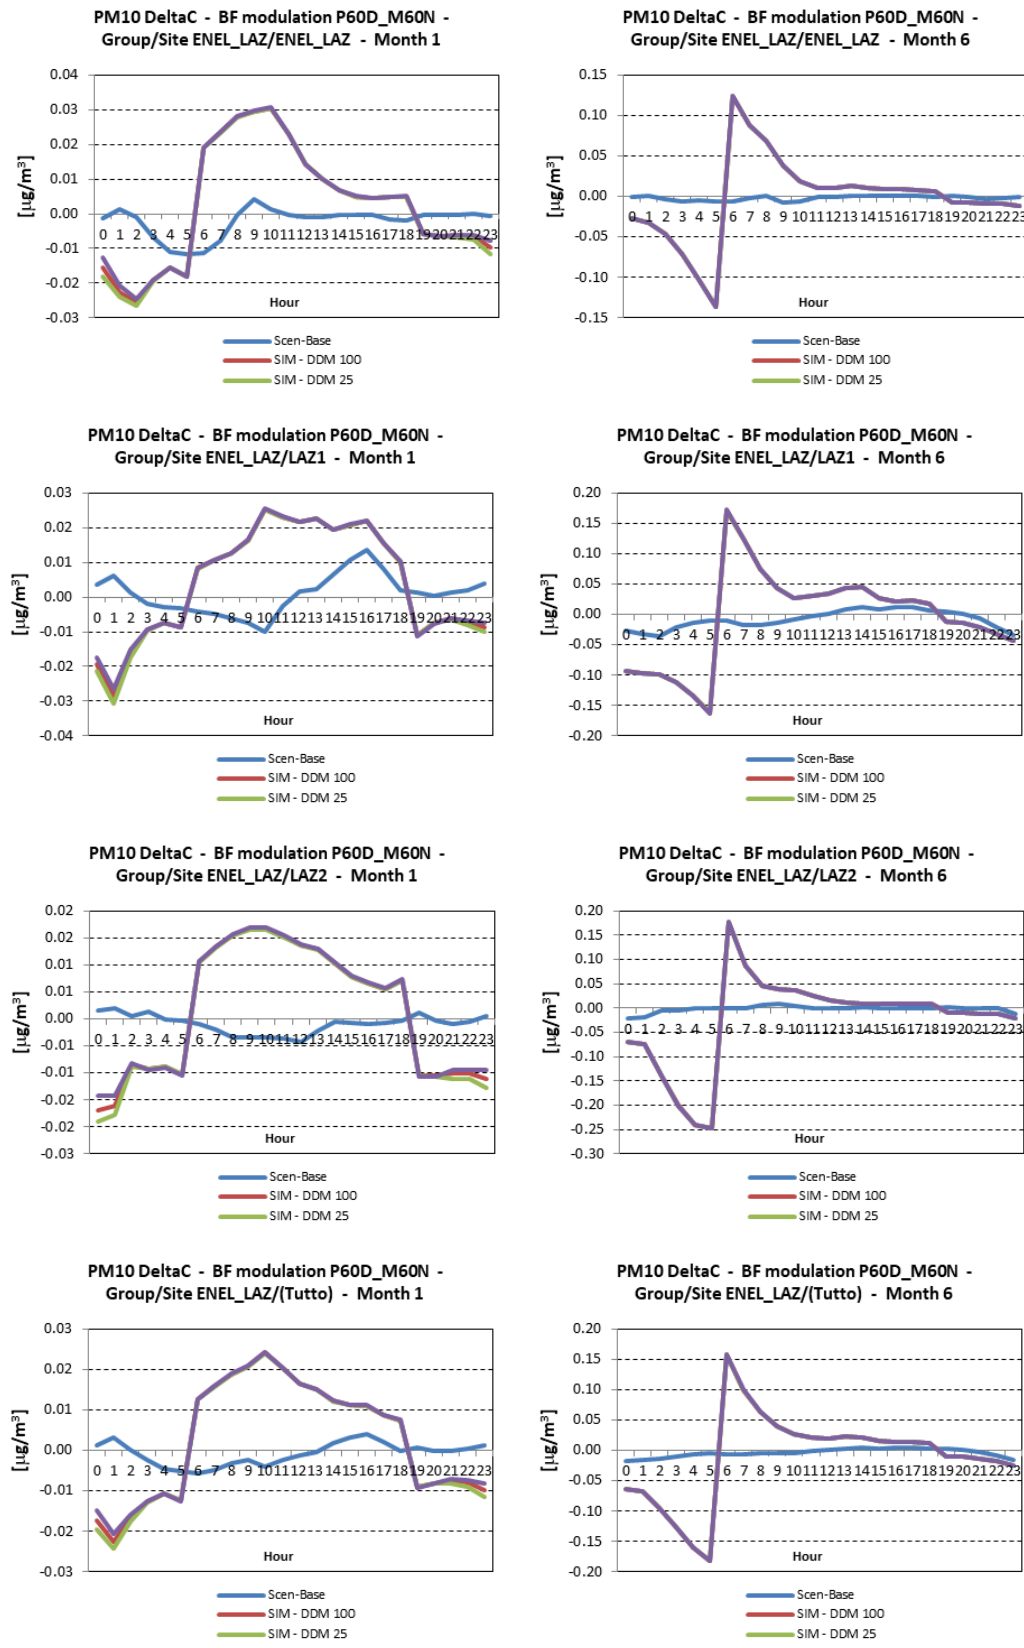 PM10 DeltaC - BF modulation P60D_M60N -
Group/Site ENEL_LAZ/ENEL_LAZ - Month 1
0.04
0.03
0.02
0.01
0.00
-0.01
-0.02
-0.03
[µg/m³]
0 1 2 3 4 5 6 7 8 9 10 11 12 13 14 15 16 17 18 19 20 21 22 23
Hour
Scen-Base
SIM - DDM 100
SIM - DDM 25
PM10 DeltaC - BF modulation P60D_M60N -
Group/Site ENEL_LAZ/ENEL_LAZ - Month 6
0.15
0.10
0.05
0.00
-0.05
-0.10
-0.15
[µg/m³]
0 1 2 3 4 5 6 7 8 9 10 11 12 13 14 15 16 17 18 19 20 21 22 23
Hour
Scen-Base
SIM - DDM 100
SIM - DDM 25
PM10 DeltaC - BF modulation P60D_M60N -
Group/Site ENEL_LAZ/LAZ1 - Month 1
0.03
0.02
0.01
0.00
-0.01
-0.02
-0.03
-0.04
[µg/m³]
0 1 2 3 4 5 6 7 8 9 10 11 12 13 14 15 16 17 18 19 20 21 22 23
Hour
Scen-Base
SIM - DDM 100
SIM - DDM 25
PM10 DeltaC - BF modulation P60D_M60N -
Group/Site ENEL_LAZ/LAZ1 - Month 6
0.20
0.15
0.10
0.05
0.00
-0.05
-0.10
-0.15
-0.20
[µg/m³]
0 1 2 3 4 5 6 7 8 9 10 11 12 13 14 15 16 17 18 19 20 21 22 23
Hour
Scen-Base
SIM - DDM 100
SIM - DDM 25
PM10 DeltaC - BF modulation P60D_M60N -
Group/Site ENEL_LAZ/LAZ2 - Month 1
0.02
0.02
0.01
0.01
0.00
-0.01
-0.01
-0.02
-0.02
-0.03
[µg/m³]
0 1 2 3 4 5 6 7 8 9 10 11 12 13 14 15 16 17 18 19 20 21 22 23
Hour
Scen-Base
SIM - DDM 100
SIM - DDM 25
PM10 DeltaC - BF modulation P60D_M60N -
Group/Site ENEL_LAZ/LAZ2 - Month 6
0.20
0.15
0.10
0.05
0.00
-0.05
-0.10
-0.15
-0.20
-0.25
-0.30
[µg/m³]
0 1 2 3 4 5 6 7 8 9 10 11 12 13 14 15 16 17 18 19 20 21 22 23
Hour
Scen-Base
SIM - DDM 100
SIM - DDM 25
PM10 DeltaC - BF modulation P60D_M60N -
Group/Site ENEL_LAZ/(Tutto) - Month 1
0.03
0.02
0.01
0.00
-0.01
-0.02
-0.03
[µg/m³]
0 1 2 3 4 5 6 7 8 9 10 11 12 13 14 15 16 17 18 19 20 21 22 23
Hour
Scen-Base
SIM - DDM 100
SIM - DDM 25
PM10 DeltaC - BF modulation P60D_M60N -
Group/Site ENEL_LAZ/(Tutto) - Month 6
0.20
0.15
0.10
0.05
0.00
-0.05
-0.10
-0.15
-0.20
[µg/m³]
0 1 2 3 4 5 6 7 8 9 10 11 12 13 14 15 16 17 18 19 20 21 22 23
Hour
Scen-Base
SIM - DDM 100
SIM - DDM 25